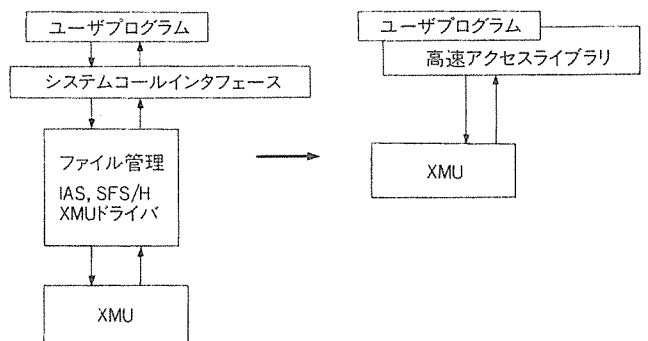 ユーザプログラム
システムコールインタフェース
ファイル管理
IAS, SFS/H
XMUドライバ
XMU
ユーザプログラム
高速アクセスライブラリ
XMU